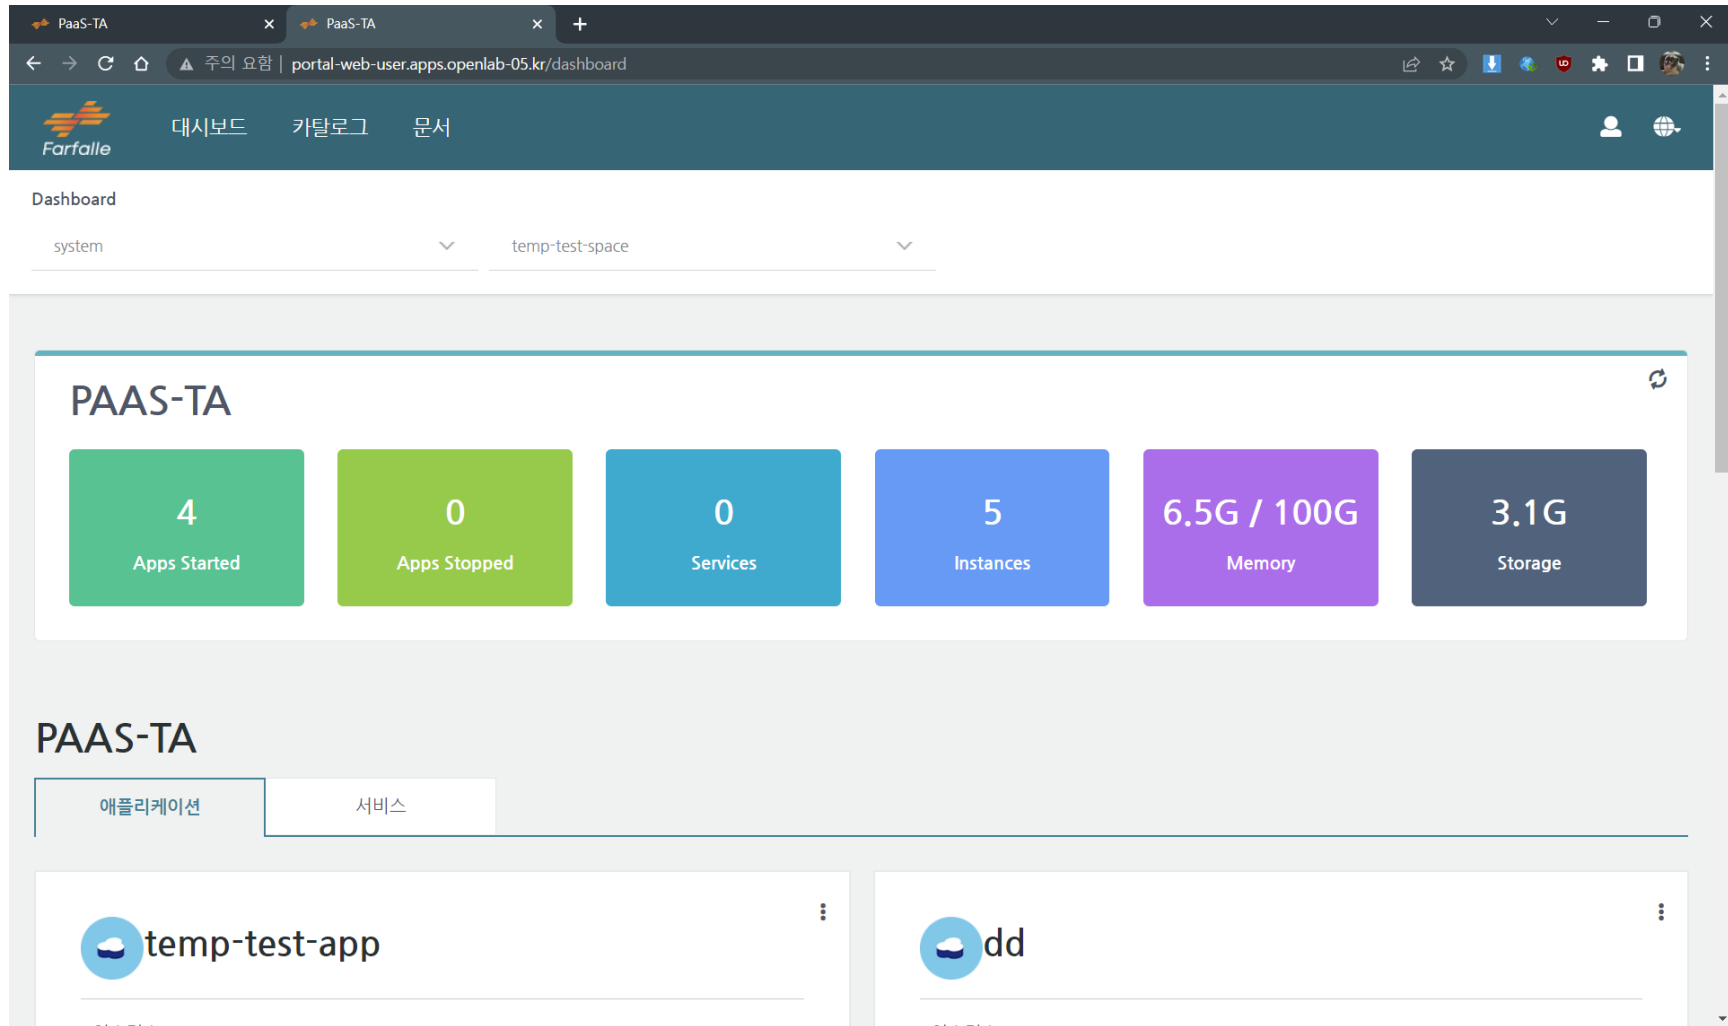 PaaS-TA
PaaS-TA
주의 요함 | portal-web-user.apps.openlab-05.kr/dashboard
Farfalle
대시보드 카탈로그 문서
Dashboard
system
temp-test-space
PAAS-TA
4
Apps Started
0
Apps Stopped
0
Services
5
Instances
6.5G / 100G
Memory
3.1G
Storage
PAAS-TA
애플리케이션
서비스
temp-test-app
dd